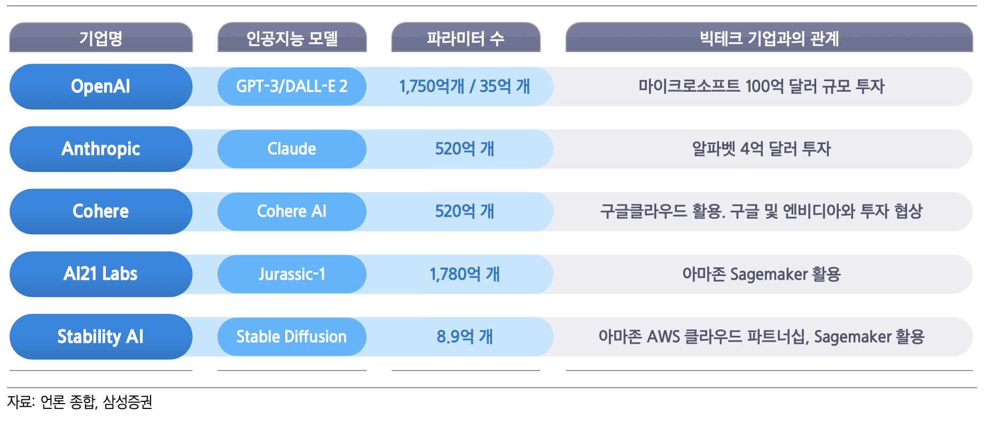 기업명 인공지능 모델 파라미터 수 빅테크 기업과의 관계
OpenAI GPT-3/DALL-E 2 1,750억개 / 35억 개 마이크로소프트 100억 달러 규모 투자
Anthropic Claude 520억 개 알파벳 4억 달러 투자
Cohere Cohere AI 520억 개 구글클라우드 활용. 구글 및 엔비디아와 투자 협상
AI21 Labs Jurassic-1 1,780억 개 아마존 Sagemaker 활용
Stability AI Stable Diffusion 8.9억 개 아마존 AWS 클라우드 파트너십, Sagemaker 활용
자료: 언론 종합, 삼성증권